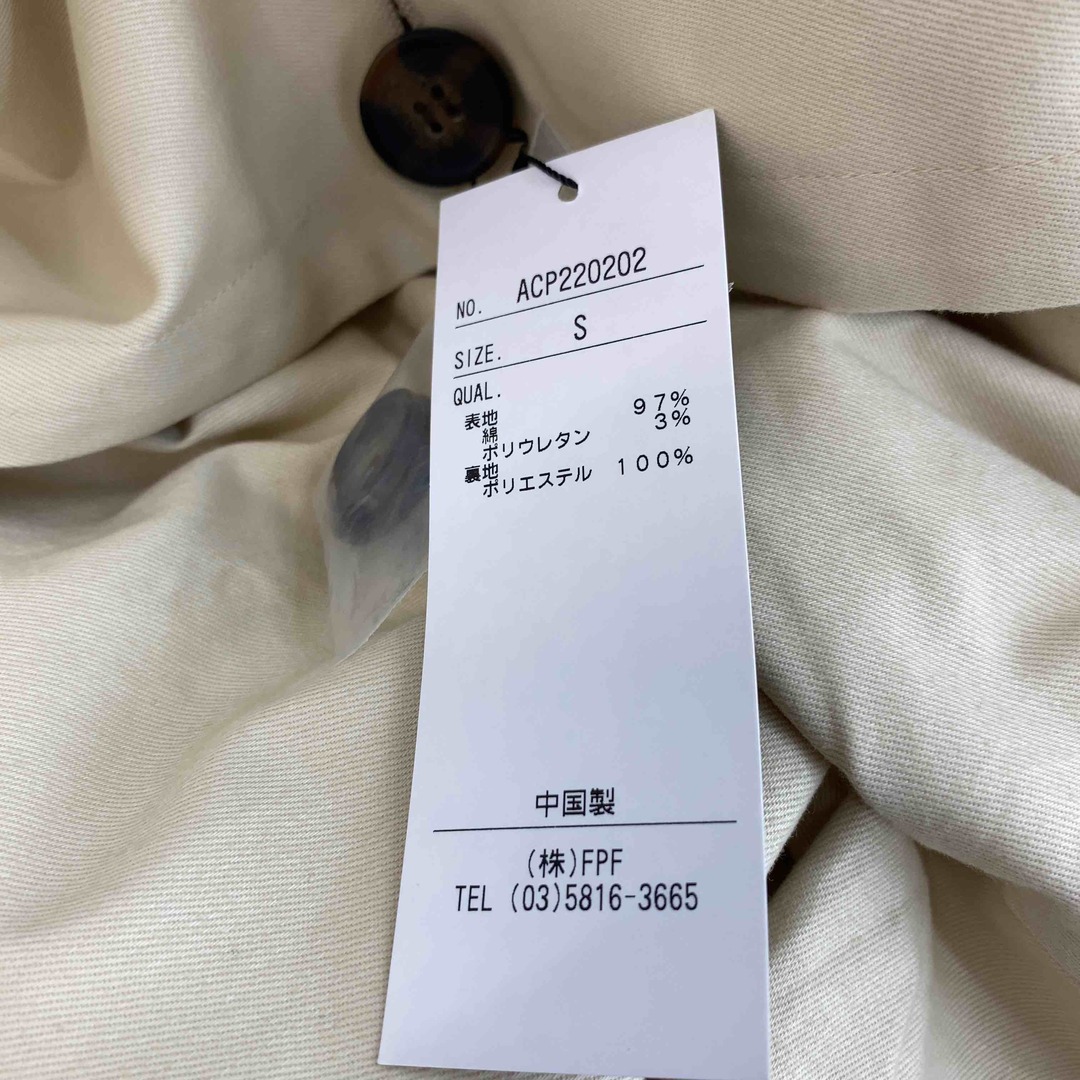 NO. ACP220202
SIZE. S
QUAL.
表地
綿 97%
ポリウレタン 3%
裏地
ポリエステル 100%
中国製
(株)FPF
TEL (03)5816-3665